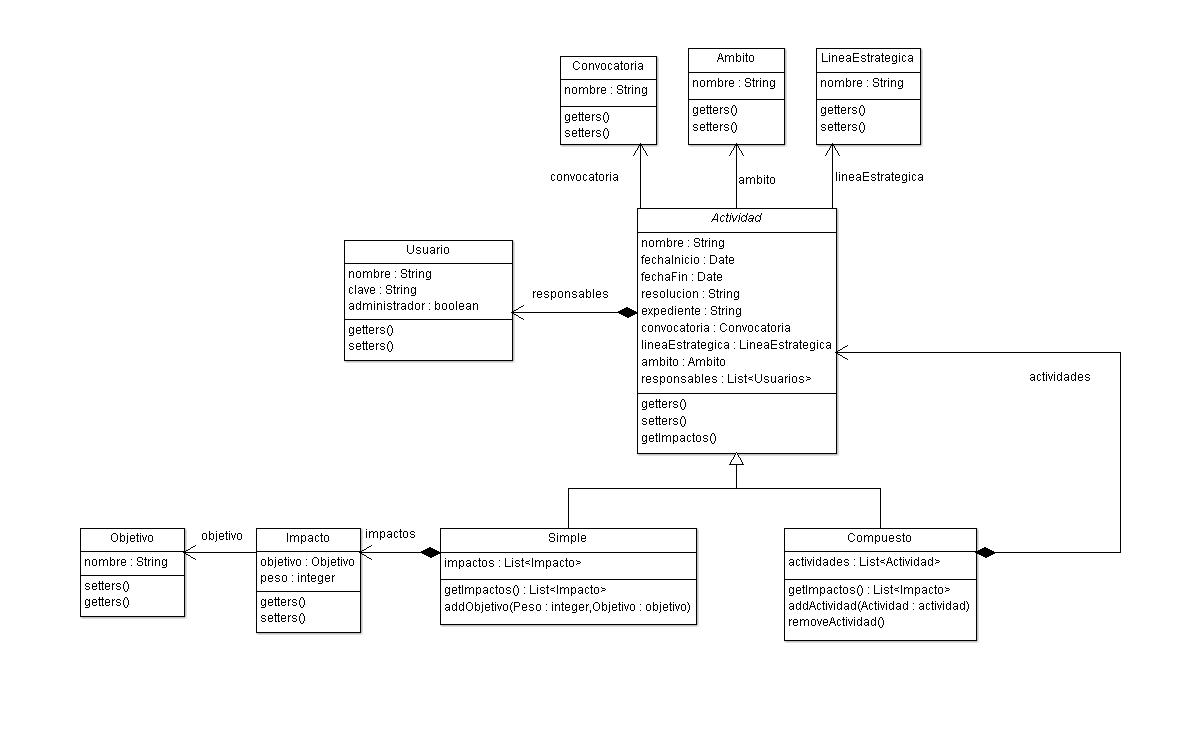 Convocatoria
nombre : String
getters()
setters()
Ambito
nombre : String
getters()
setters()
LineaEstrategica
nombre : String
getters()
setters()
convocatoria
ambito
lineaEstrategica
Actividad
nombre : String
fechaInicio : Date
fechaFin : Date
resolucion : String
expediente : String
convocatoria : Convocatoria
lineaEstrategica : LineaEstrategica
ambito : Ambito
responsables : List<Usuarios>
getters()
setters()
getImpactos()
Usuario
nombre : String
clave : String
administrador : boolean
getters()
setters()
responsables
actividades
Objetivo
nombre : String
setters()
getters()
objetivo
Impacto
objetivo : Objetivo
peso : integer
getters()
setters()
impactos
Simple
impactos : List<Impacto>
getImpactos() : List<Impacto>
addObjetivo(Peso : integer,Objetivo : objetivo)
Compuesto
actividades : List<Actividad>
getImpactos() : List<Impacto>
addActividad(Actividad : actividad)
removeActividad()